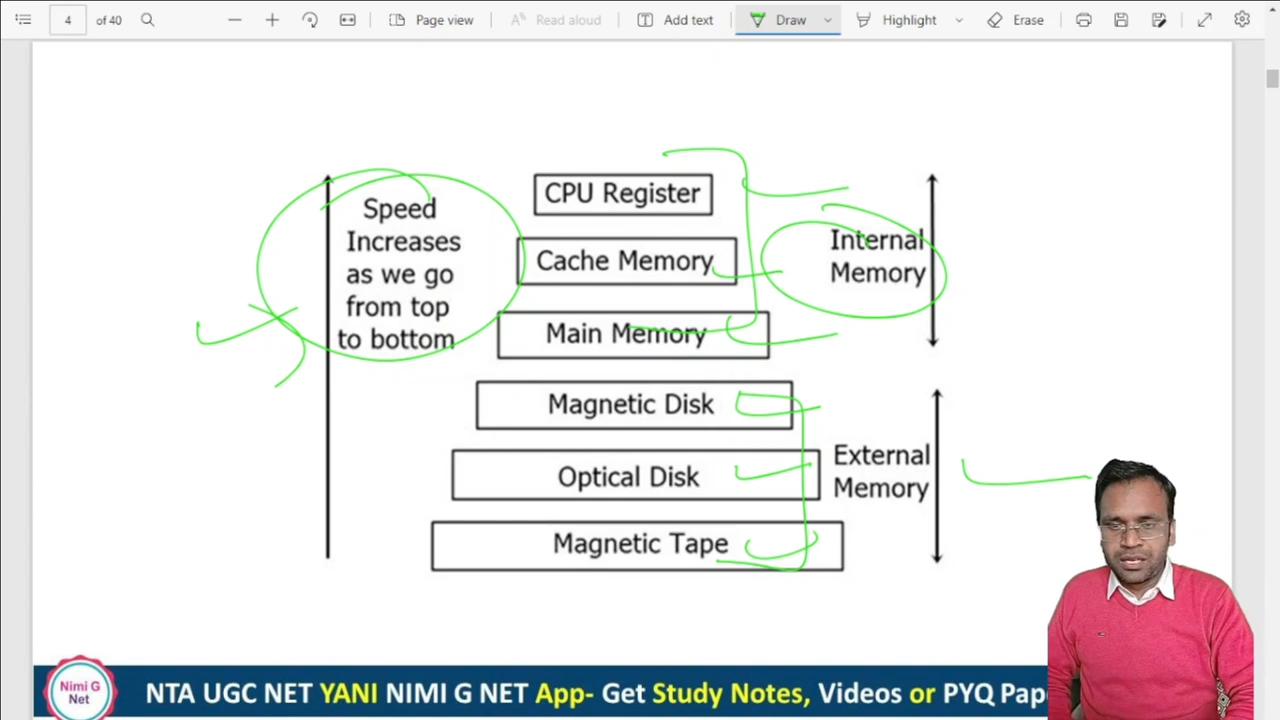 4 of 40 Page view Read aloud Add text Draw Highlight Erase
Speed
Increases
as we go
from top
to bottom
CPU Register
Cache Memory
Main Memory
Magnetic Disk
Optical Disk
Magnetic Tape
Internal
Memory
External
Memory
Nimi G
Net
NTA UGC NET YANI NIMI G NET App- Get Study Notes, Videos or PYQ Pap